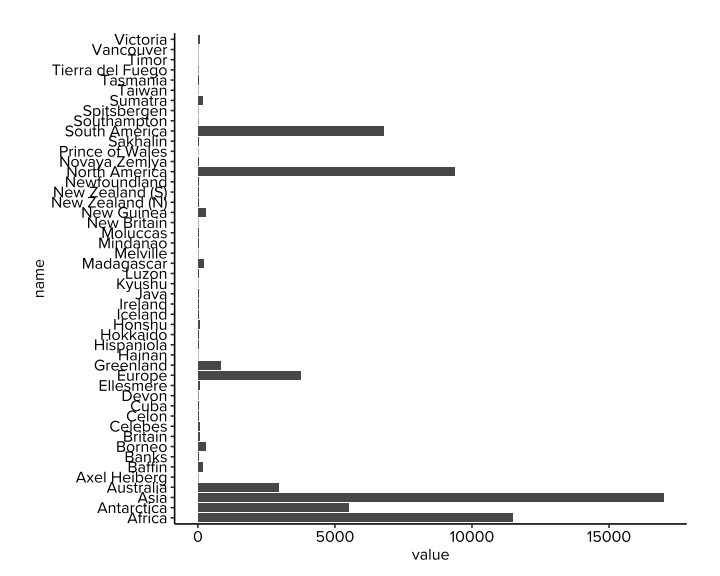 Victoria
Vancouver
Timor
Tierra del Fuego
Tasmania
Taiwan
Sumatra
Spitsbergen
Southampton
South America
Sakhalin
Prince of Wales
Novaya Zemlya
North America
Newfoundland
New Zealand (S)
New Zealand (N)
New Guinea
New Britain
Moluccas
Mindanao
Melville
Madagascar
Luzon
Kyushu
Java
Ireland
Iceland
Honshu
Hokkaido
Hispaniola
Hainan
Greenland
Europe
Ellesmere
Devon
Cuba
Celon
Celebes
Britain
Borneo
Banks
Baffin
Axel Heiberg
Australia
Asia
Antarctica
Africa
name
0 5000 10000 15000
value